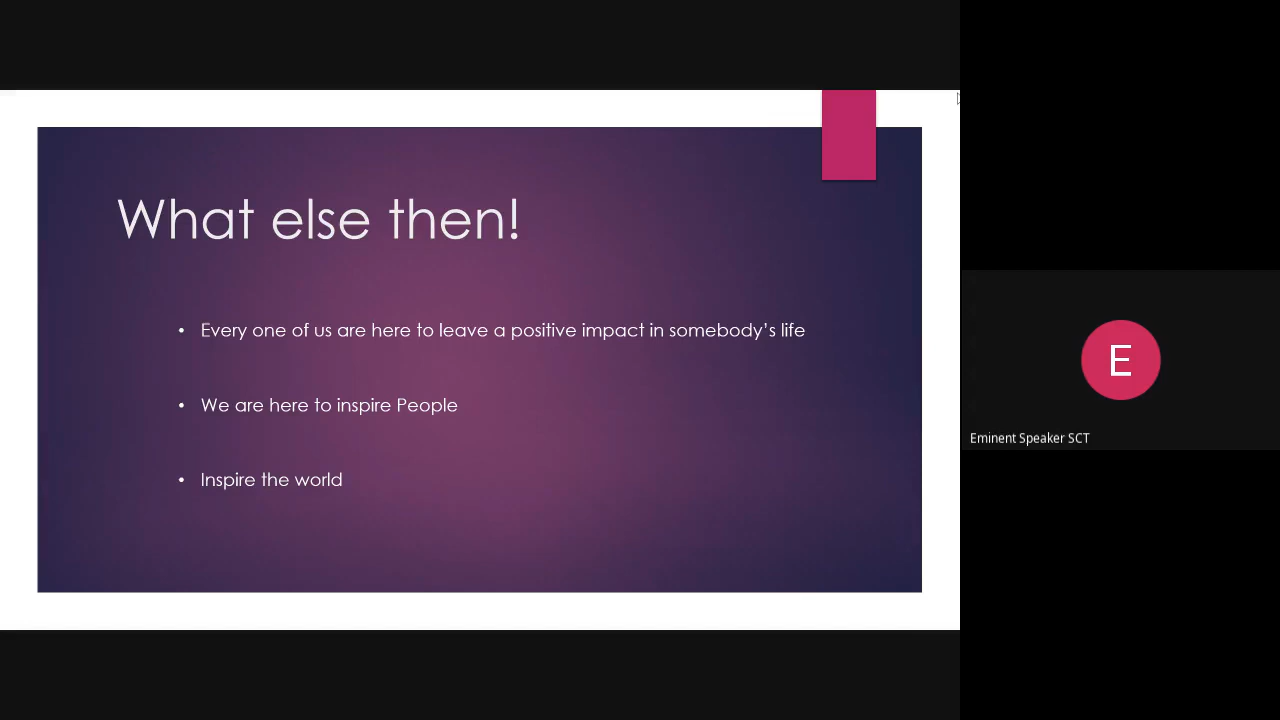 What else then!
• Every one of us are here to leave a positive impact in somebody’s life
• We are here to inspire People
• Inspire the world
E
Eminent Speaker SCT